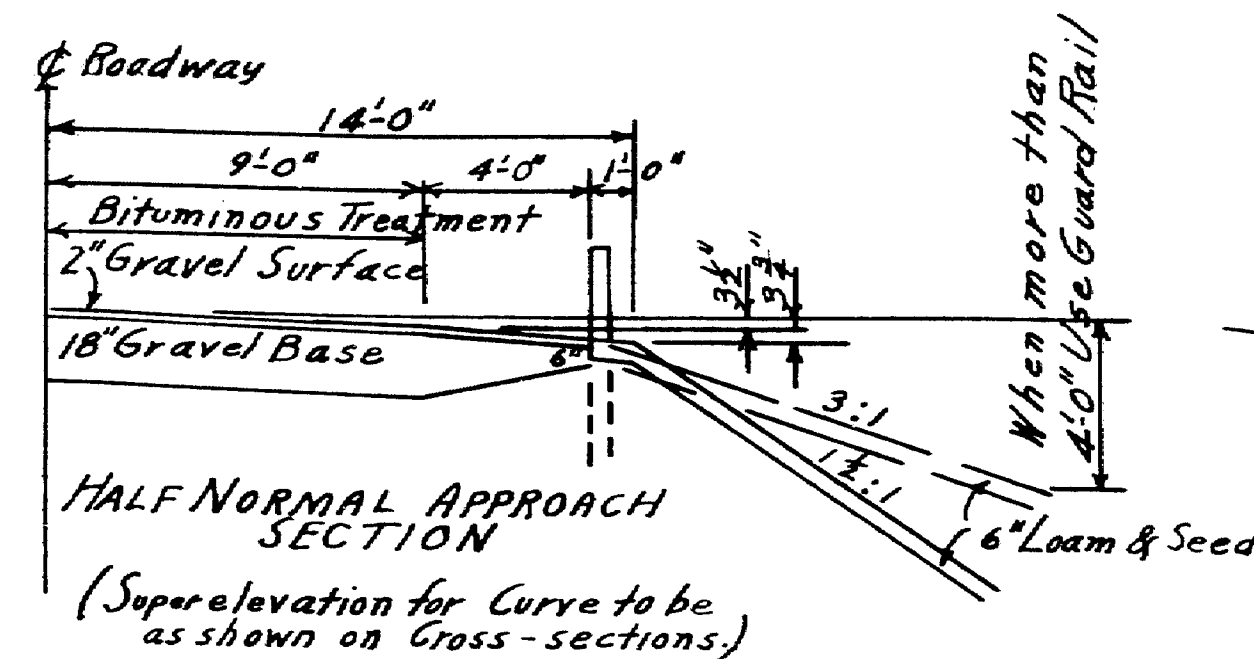 ℄ Roadway
14'-0"
9'-0"
4'-0"
1'-0"
Bituminous Treatment
2" Gravel Surface
3½"
3¾"
18" Gravel Base
6"
When more than
4'-0" Use Guard Rail
3:1
1½:1
6" Loam & Seed
HALF NORMAL APPROACH
SECTION
(Superelevation for Curve to be
as shown on Cross-sections.)